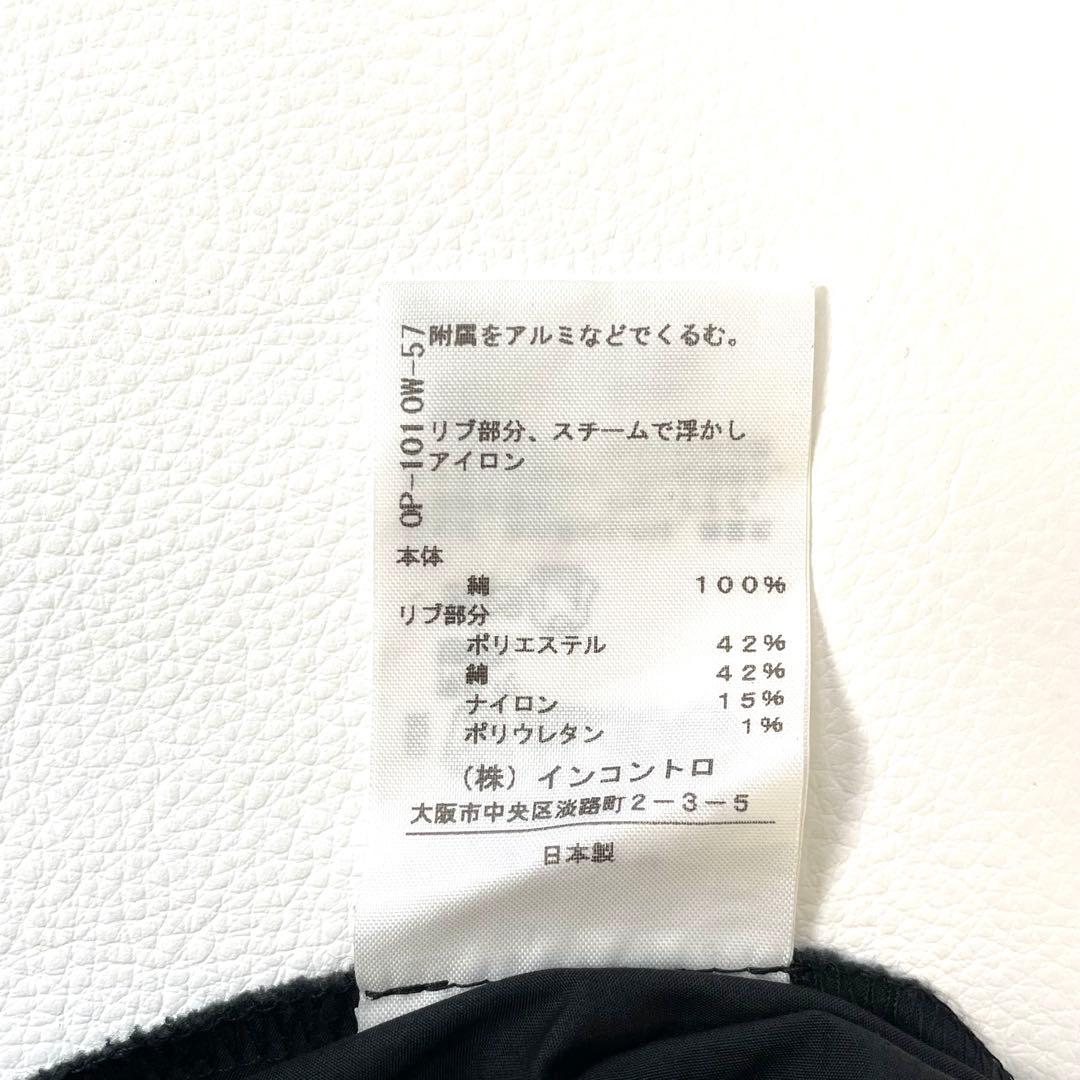 OP-1010W-57
附属をアルミなどでくるむ。
リブ部分、スチームで浮かし
アイロン
本体
綿 100%
リブ部分
ポリエステル 42%
綿 42%
ナイロン 15%
ポリウレタン 1%
(株)インコントロ
大阪市中央区淡路町2-3-5
日本製